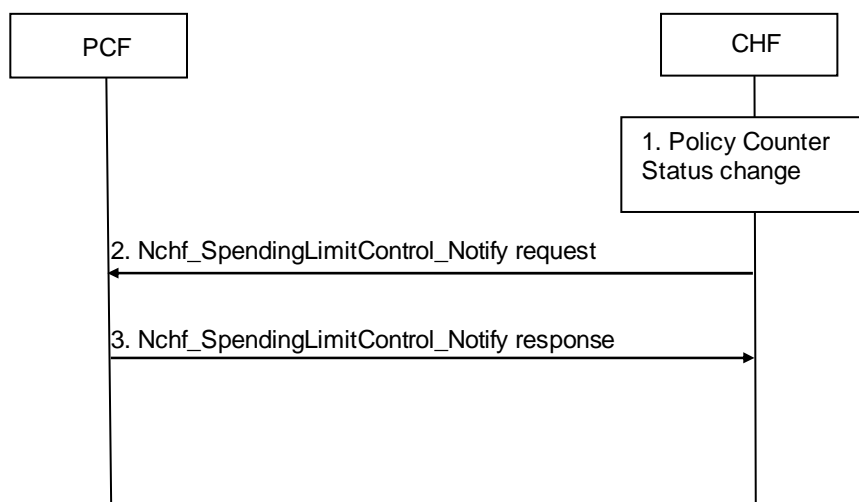 PCF
CHF
1. Policy Counter
Status change
2. Nchf_SpendingLimitControl_Notify request
3. Nchf_SpendingLimitControl_Notify response